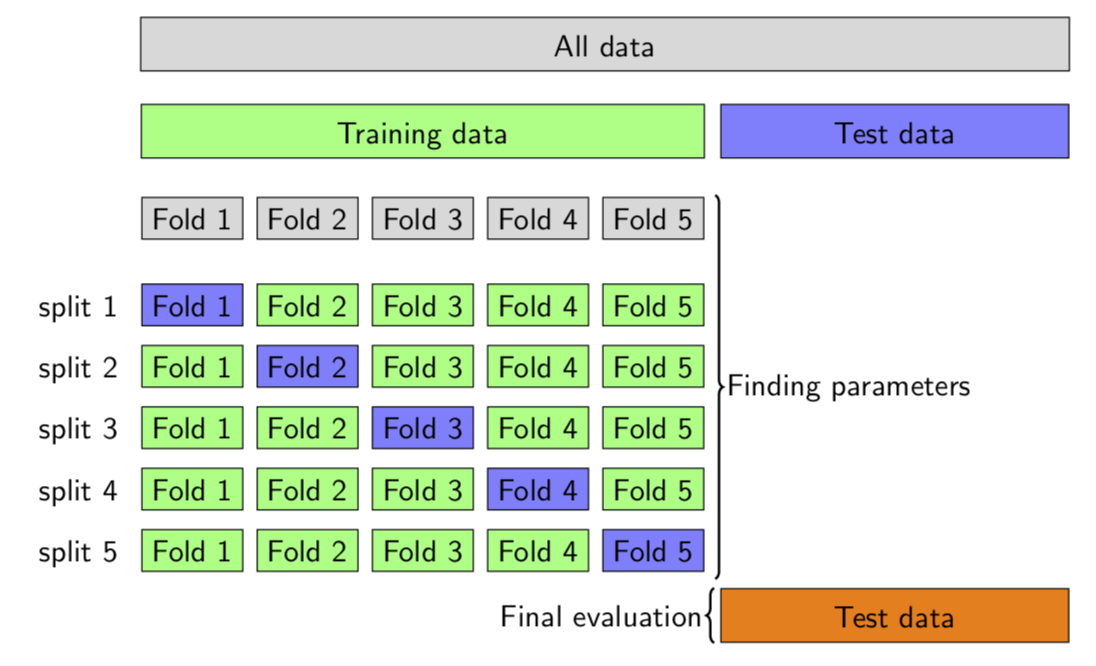 All data
Training data Test data
Fold 1 Fold 2 Fold 3 Fold 4 Fold 5
split 1 Fold 1 Fold 2 Fold 3 Fold 4 Fold 5
split 2 Fold 1 Fold 2 Fold 3 Fold 4 Fold 5
Finding parameters
split 3 Fold 1 Fold 2 Fold 3 Fold 4 Fold 5
split 4 Fold 1 Fold 2 Fold 3 Fold 4 Fold 5
split 5 Fold 1 Fold 2 Fold 3 Fold 4 Fold 5
Final evaluation Test data